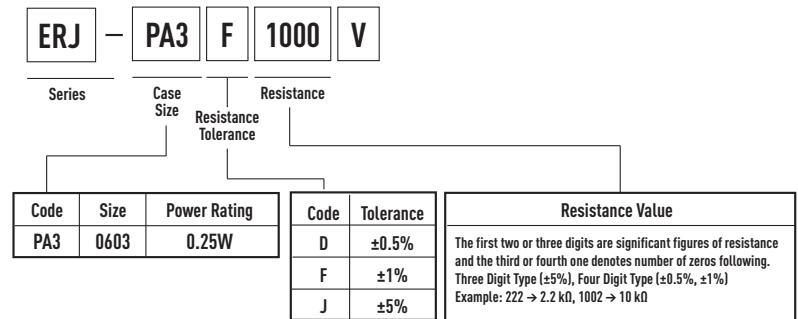 ERJ – PA3 F 1000 V
Series
Case
Size
Resistance
Tolerance
Resistance
Code Size Power Rating
PA3 0603 0.25W
Code Tolerance
D ±0.5%
F ±1%
J ±5%
Resistance Value
The first two or three digits are significant figures of resistance
and the third or fourth one denotes number of zeros following.
Three Digit Type (±5%), Four Digit Type (±0.5%, ±1%)
Example: 222 → 2.2 kΩ, 1002 → 10 kΩ